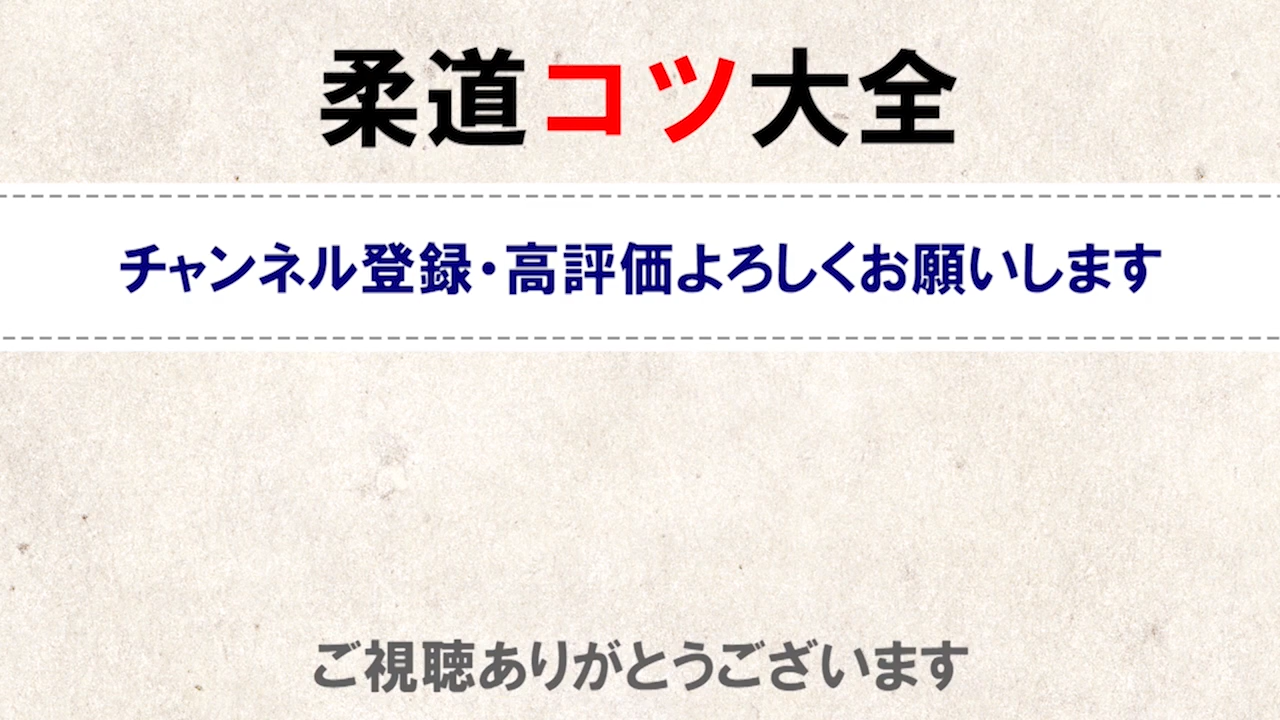 柔道コツ大全
チャンネル登録・高評価よろしくお願いします
ご視聴ありがとうございます